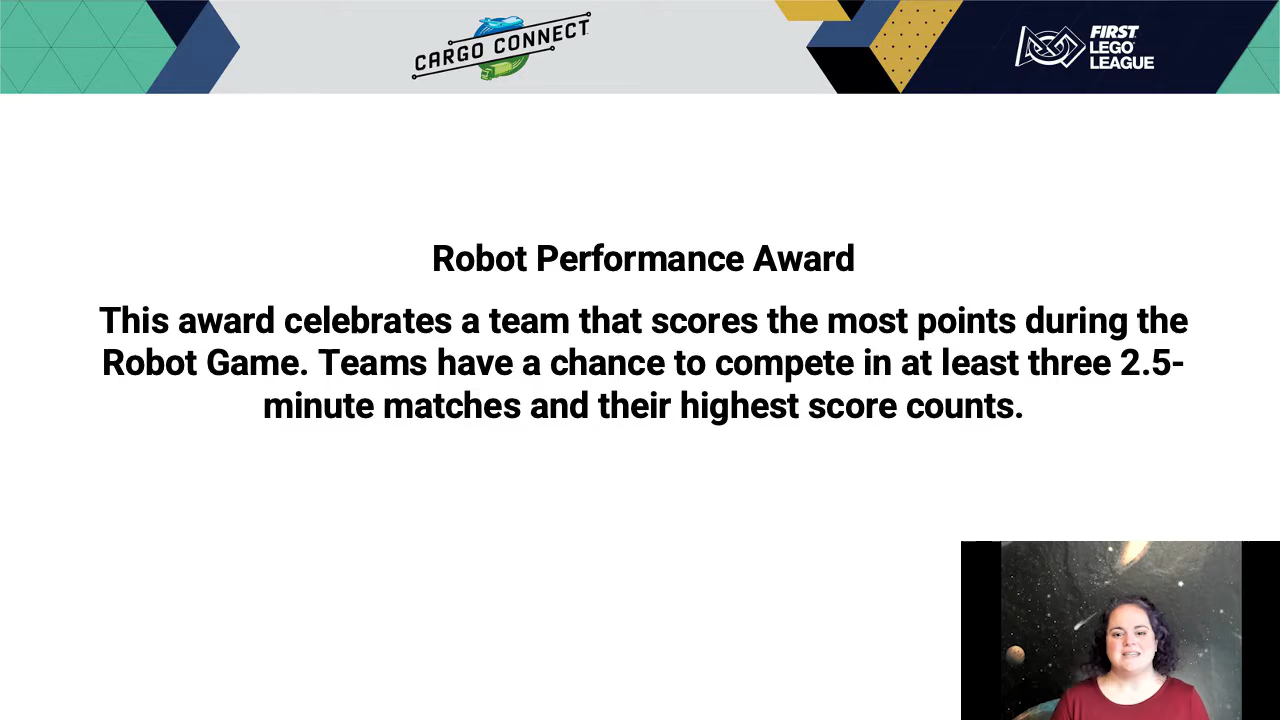 CARGO CONNECT
FIRST
LEGO
LEAGUE
Robot Performance Award
This award celebrates a team that scores the most points during the
Robot Game. Teams have a chance to compete in at least three 2.5-
minute matches and their highest score counts.